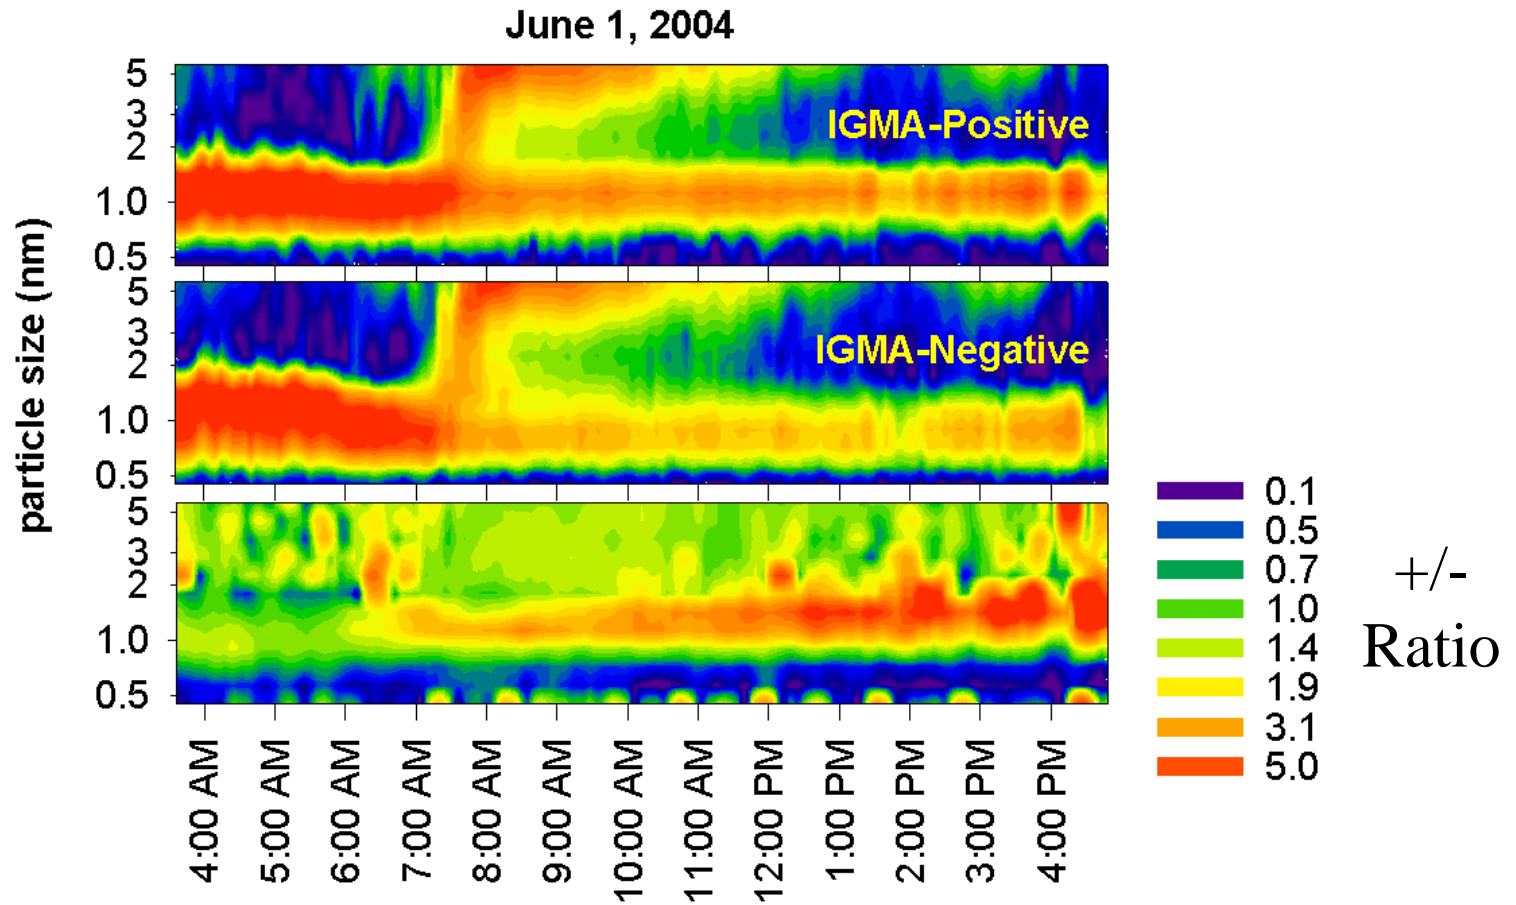 June 1, 2004
particle size (nm)
5
3
2
1.0
0.5
IGMA-Positive
5
3
2
1.0
0.5
IGMA-Negative
5
3
2
1.0
0.5
4:00 AM
5:00 AM
6:00 AM
7:00 AM
8:00 AM
9:00 AM
10:00 AM
11:00 AM
12:00 PM
1:00 PM
2:00 PM
3:00 PM
4:00 PM
0.1
0.5
0.7
1.0
1.4
1.9
3.1
5.0
+/-
Ratio